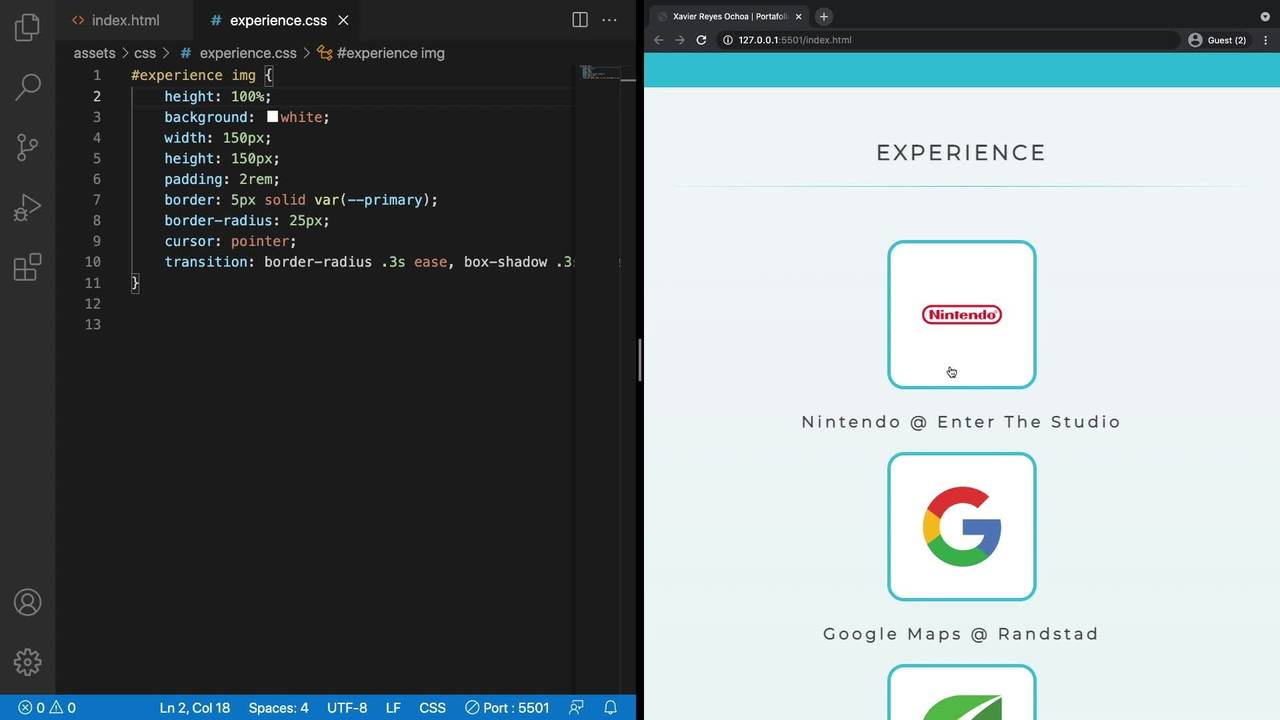 index.html
# experience.css
assets > css > # experience.css > #experience img
1 #experience img {
2 height: 100%;
3 background: white;
4 width: 150px;
5 height: 150px;
6 padding: 2rem;
7 border: 5px solid var(--primary);
8 border-radius: 25px;
9 cursor: pointer;
10 transition: border-radius .3s ease, box-shadow .3s
11 }
12
13
0 0
Ln 2, Col 18
Spaces: 4
UTF-8
LF
CSS
Port : 5501
Xavier Reyes Ochoa | Portafoli
127.0.0.1:5501/index.html
Guest (2)
EXPERIENCE
Nintendo
Nintendo @ Enter The Studio
Google Maps @ Randstad